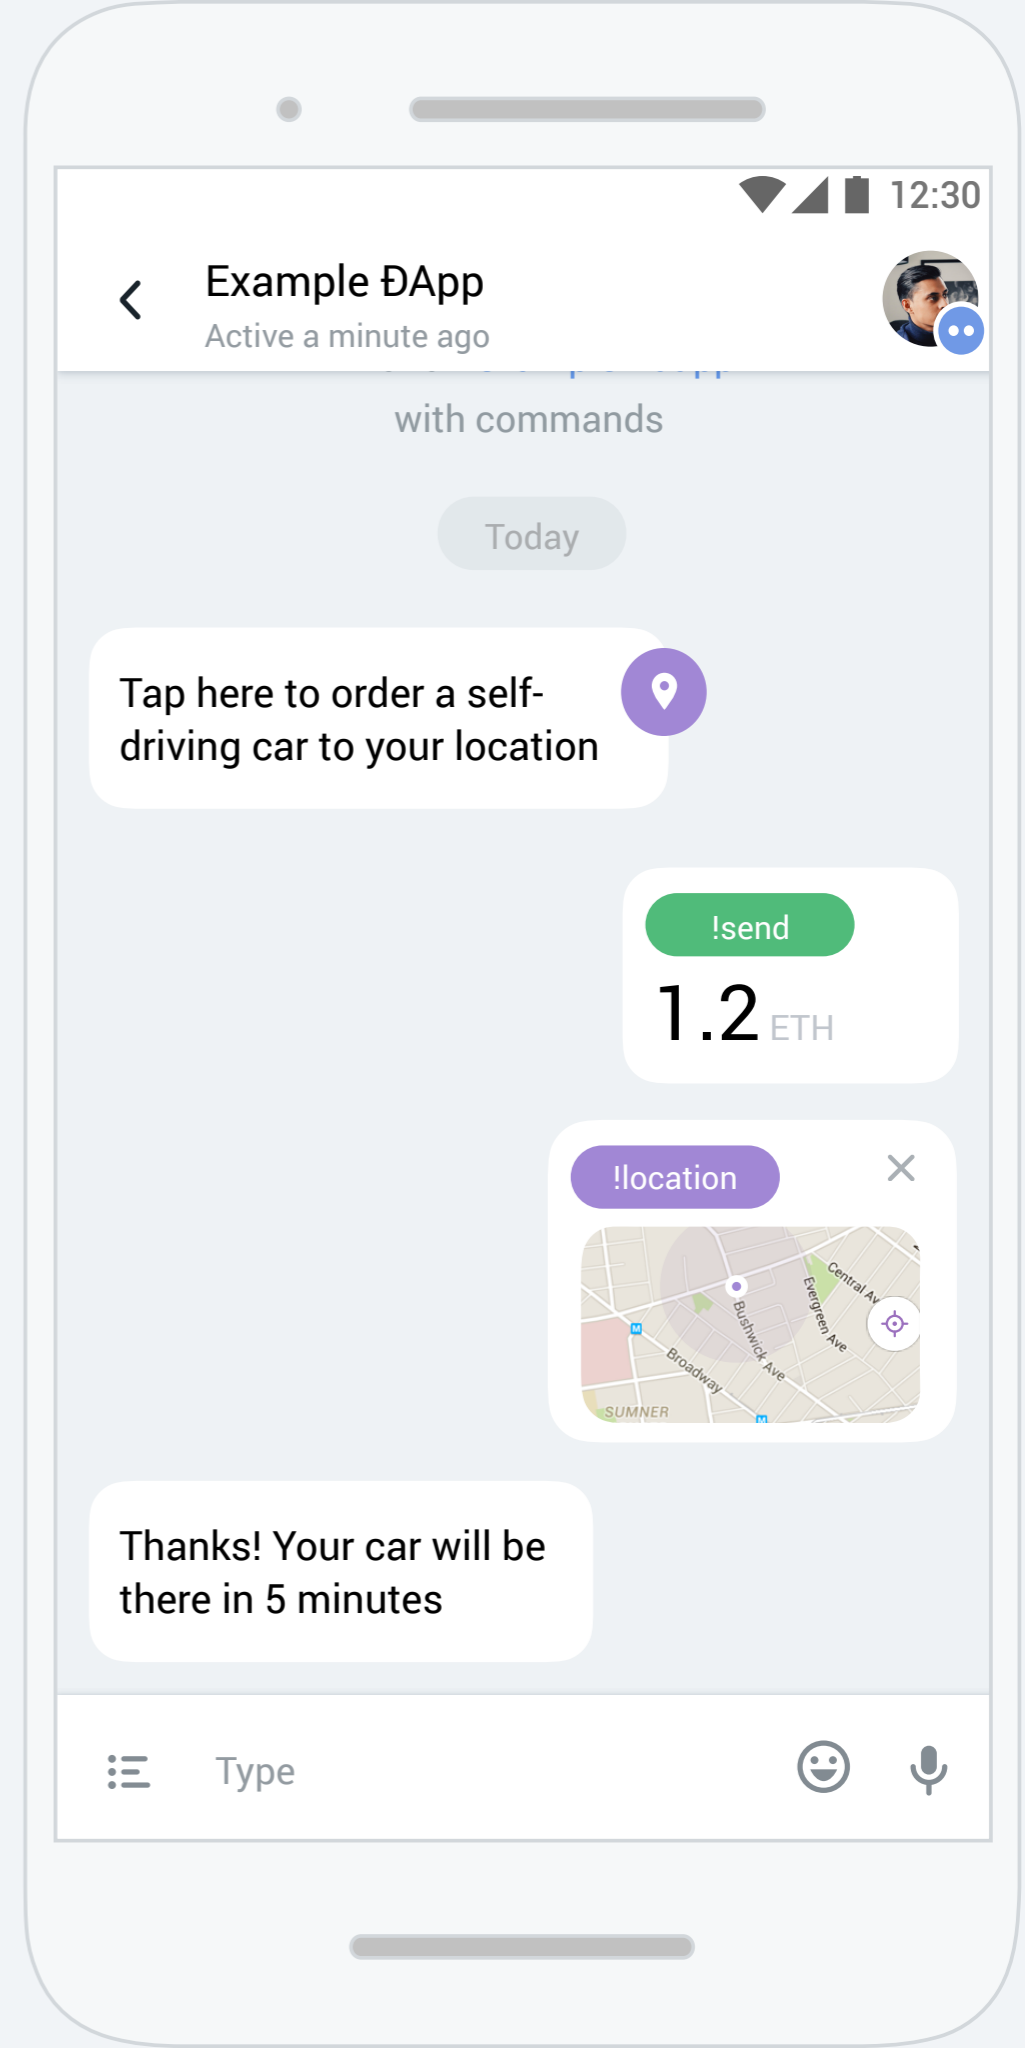 12:30
Example ÐApp
Active a minute ago
with commands
Today
Tap here to order a self-
driving car to your location
!send
1.2 ETH
!location
Central Av
Evergreen Ave
Bushwick Ave
Broadway
M
SUMNER
M
Thanks! Your car will be
there in 5 minutes
Type